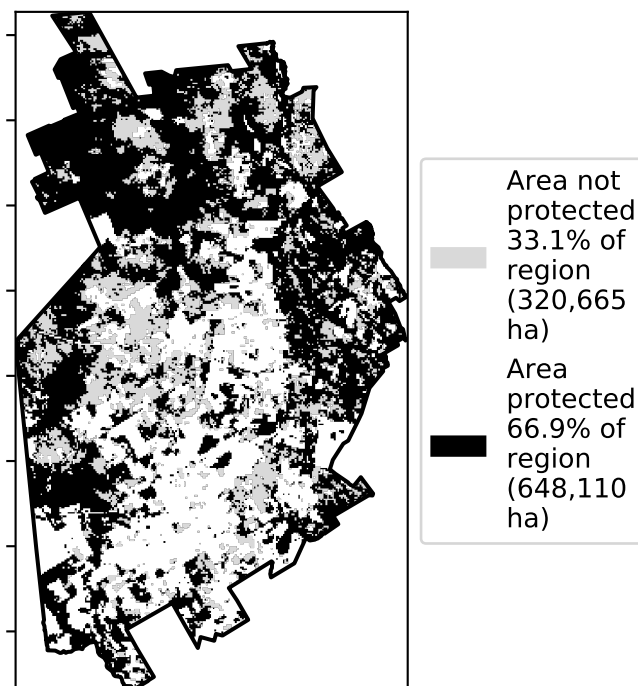 Area not
protected
33.1% of
region
(320,665
ha)
Area
protected
66.9% of
region
(648,110
ha)